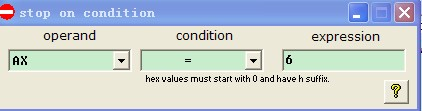 stop on condition
operand condition expression
AX = 6
hex values must start with 0 and have h suffix.
?